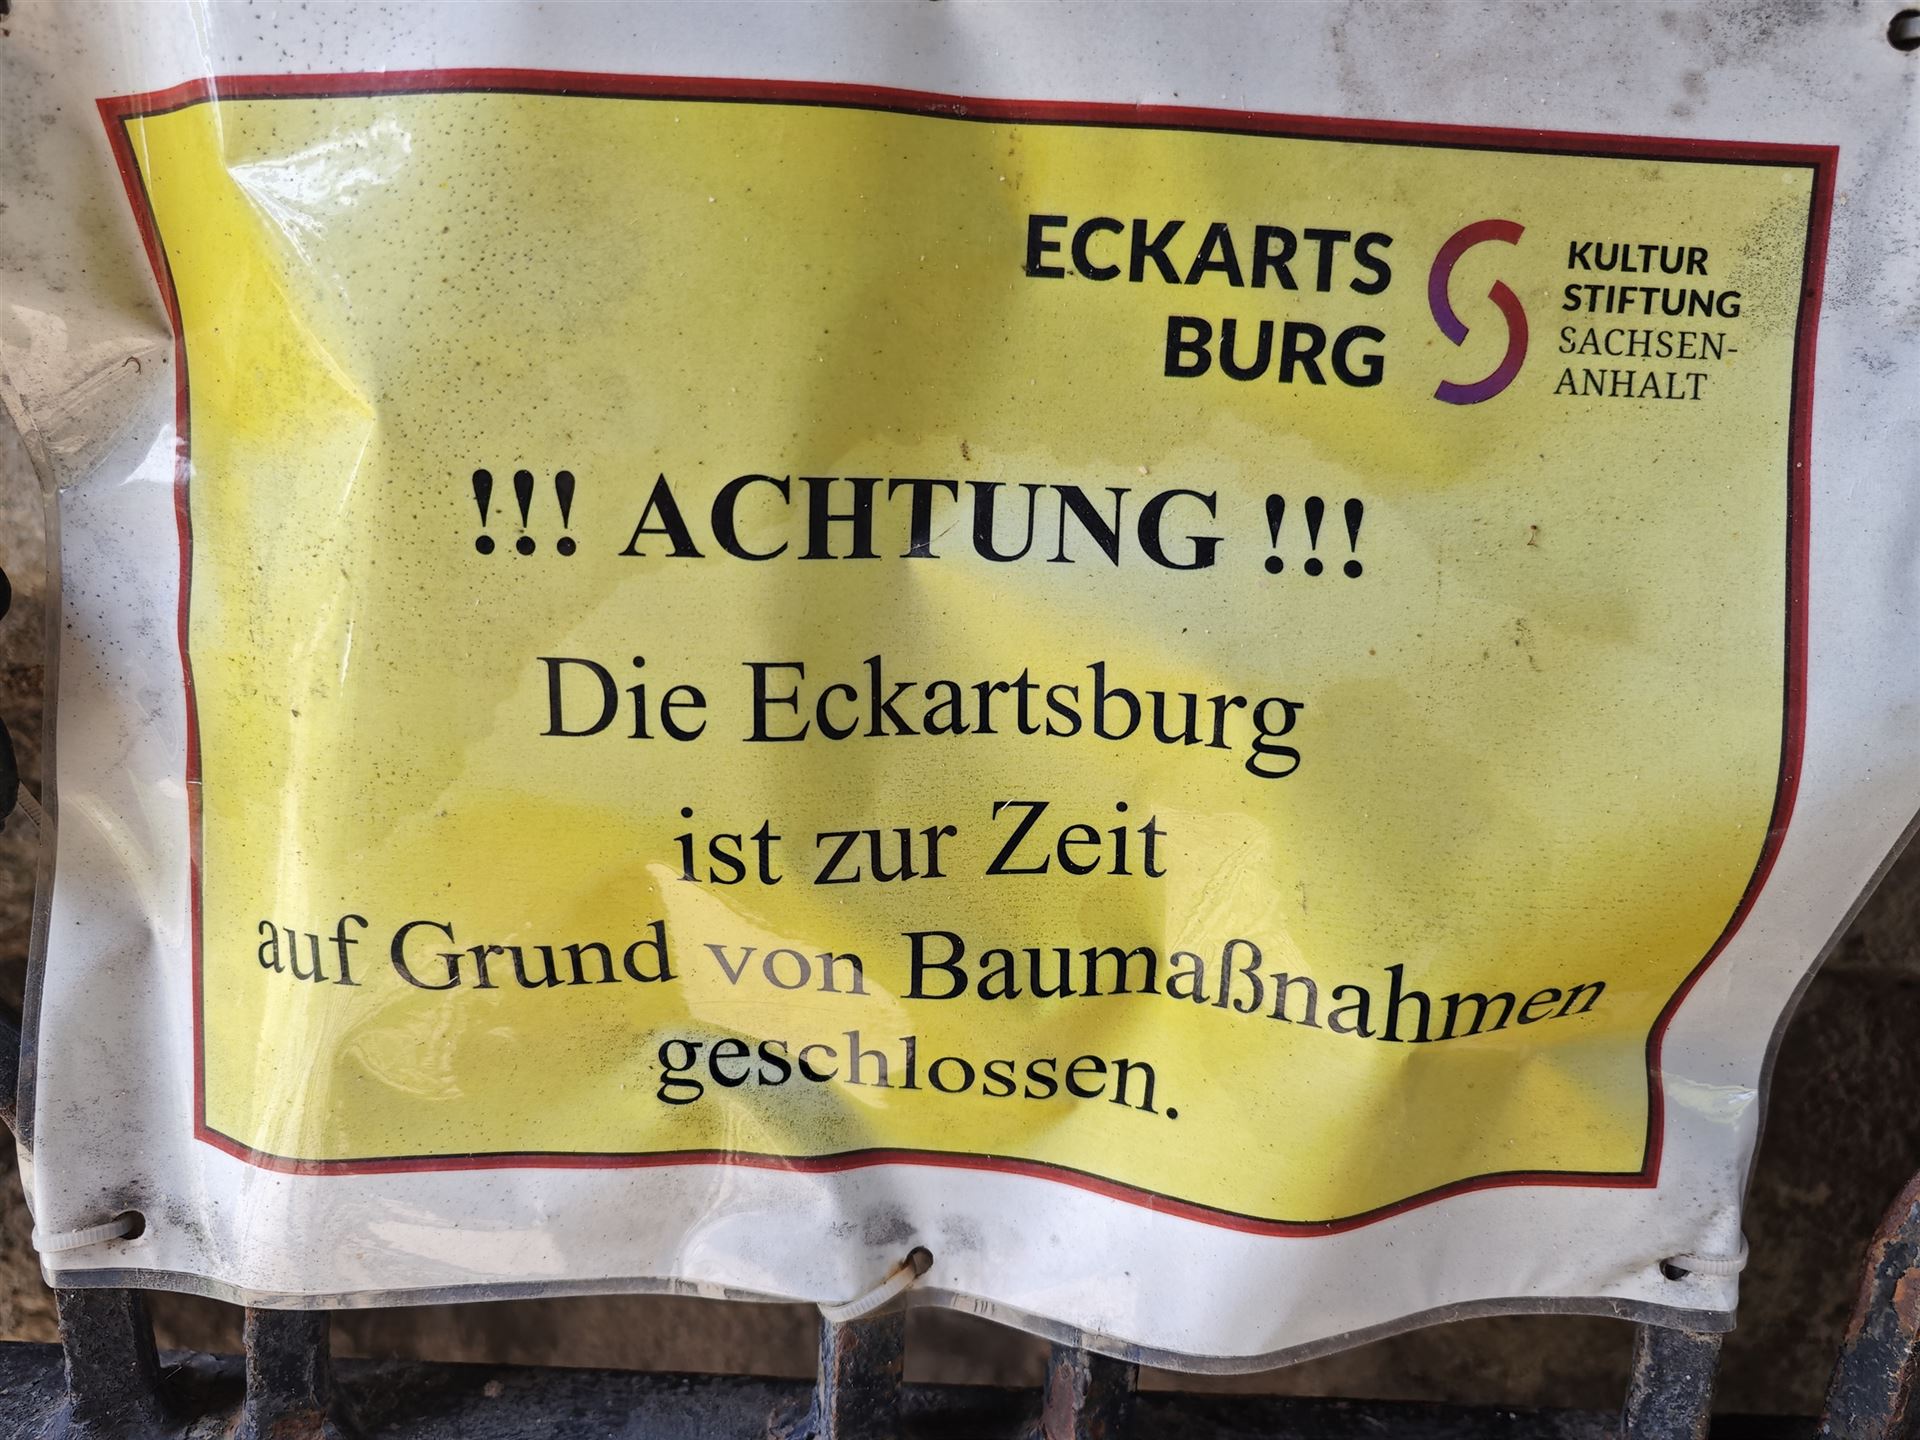 ECKARTS
BURG
KULTUR
STIFTUNG
SACHSEN-
ANHALT
!!! ACHTUNG !!!
Die Eckartsburg
ist zur Zeit
auf Grund von Baumaßnahmen
geschlossen.